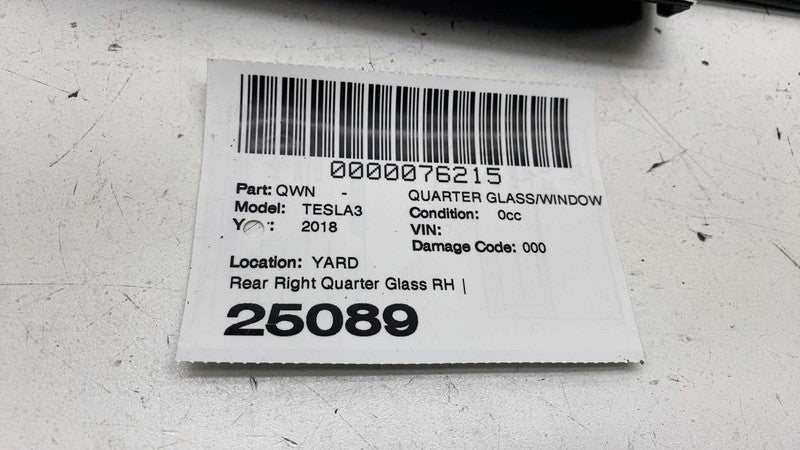 0000076215
Part: QWN - QUARTER GLASS/WINDOW
Model: TESLA3 Condition: 0cc
2018 VIN:
Damage Code: 000
Location: YARD
Rear Right Quarter Glass RH |
25089